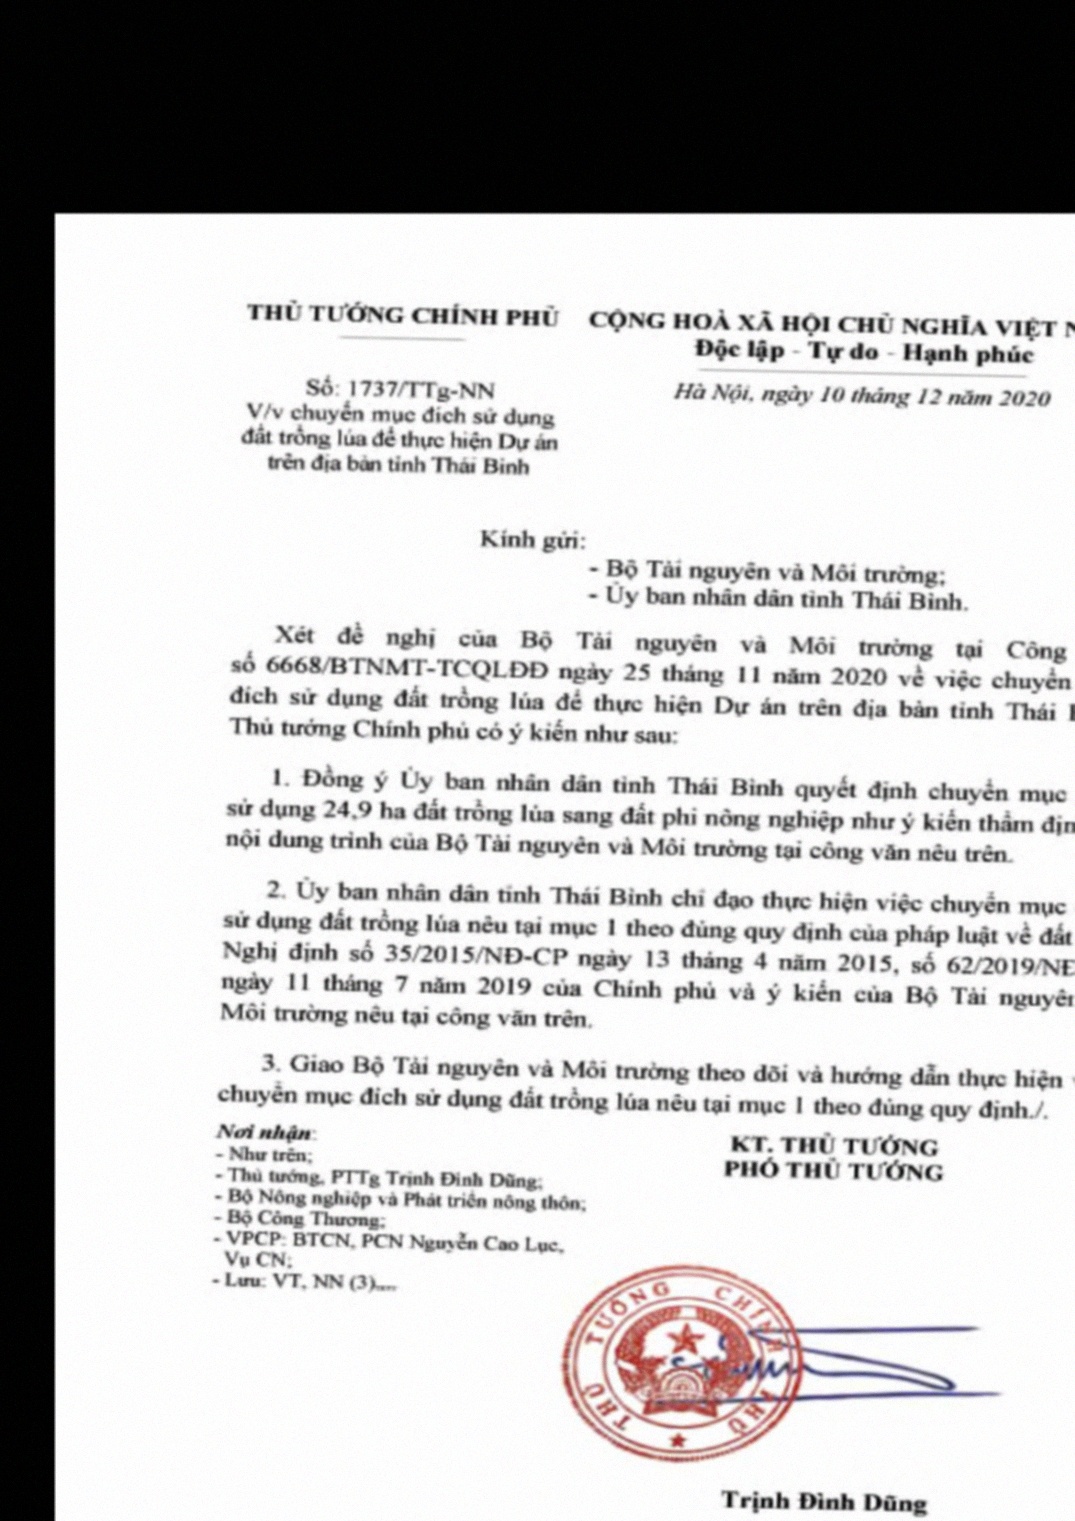 THỦ TƯỚNG CHÍNH PHỦ
CỘNG HOÀ XÃ HỘI CHỦ NGHĨA VIỆT
Độc lập - Tự do - Hạnh phúc
Số: 1737/TTg-NN
V/v chuyển mục đích sử dụng
đất trồng lúa để thực hiện Dự án
trên địa bàn tỉnh Thái Bình
Hà Nội, ngày 10 tháng 12 năm 2020
Kính gửi:
- Bộ Tài nguyên và Môi trường;
- Ủy ban nhân dân tỉnh Thái Bình.
Xét đề nghị của Bộ Tài nguyên và Môi trường tại Công
số 6668/BTNMT-TCQLĐĐ ngày 25 tháng 11 năm 2020 về việc chuyển
đích sử dụng đất trồng lúa để thực hiện Dự án trên địa bàn tỉnh Thái
Thủ tướng Chính phủ có ý kiến như sau:
1. Đồng ý Ủy ban nhân dân tỉnh Thái Bình quyết định chuyển mục
sử dụng 24,9 ha đất trồng lúa sang đất phi nông nghiệp như ý kiến thẩm
nội dung trình của Bộ Tài nguyên và Môi trường tại công văn nêu trên.
2. Ủy ban nhân dân tỉnh Thái Bình chỉ đạo thực hiện việc chuyển mục
sử dụng đất trồng lúa nêu tại mục 1 theo đúng quy định của pháp luật về đất
Nghị định số 35/2015/NĐ-CP ngày 13 tháng 4 năm 2015, số 62/2019/NĐ
ngày 11 tháng 7 năm 2019 của Chính phủ và ý kiến của Bộ Tài nguyên
Môi trường nêu tại công văn trên.
3. Giao Bộ Tài nguyên và Môi trường theo dõi và hướng dẫn thực hiện
chuyển mục đích sử dụng đất trồng lúa nêu tại mục 1 theo đúng quy định./.
Nơi nhận:
- Như trên;
- Thủ tướng, PTTg Trịnh Đình Dũng;
- Bộ Nông nghiệp và Phát triển nông thôn;
- Bộ Công Thương;
- VPCP: BTCN, PCN Nguyễn Cao Lục,
Vụ CN;
- Lưu: VT, NN (3)....
KT. THỦ TƯỚNG
PHÓ THỦ TƯỚNG
THỦ TƯỚNG CHÍNH PHỦ
Trịnh Đình Dũng